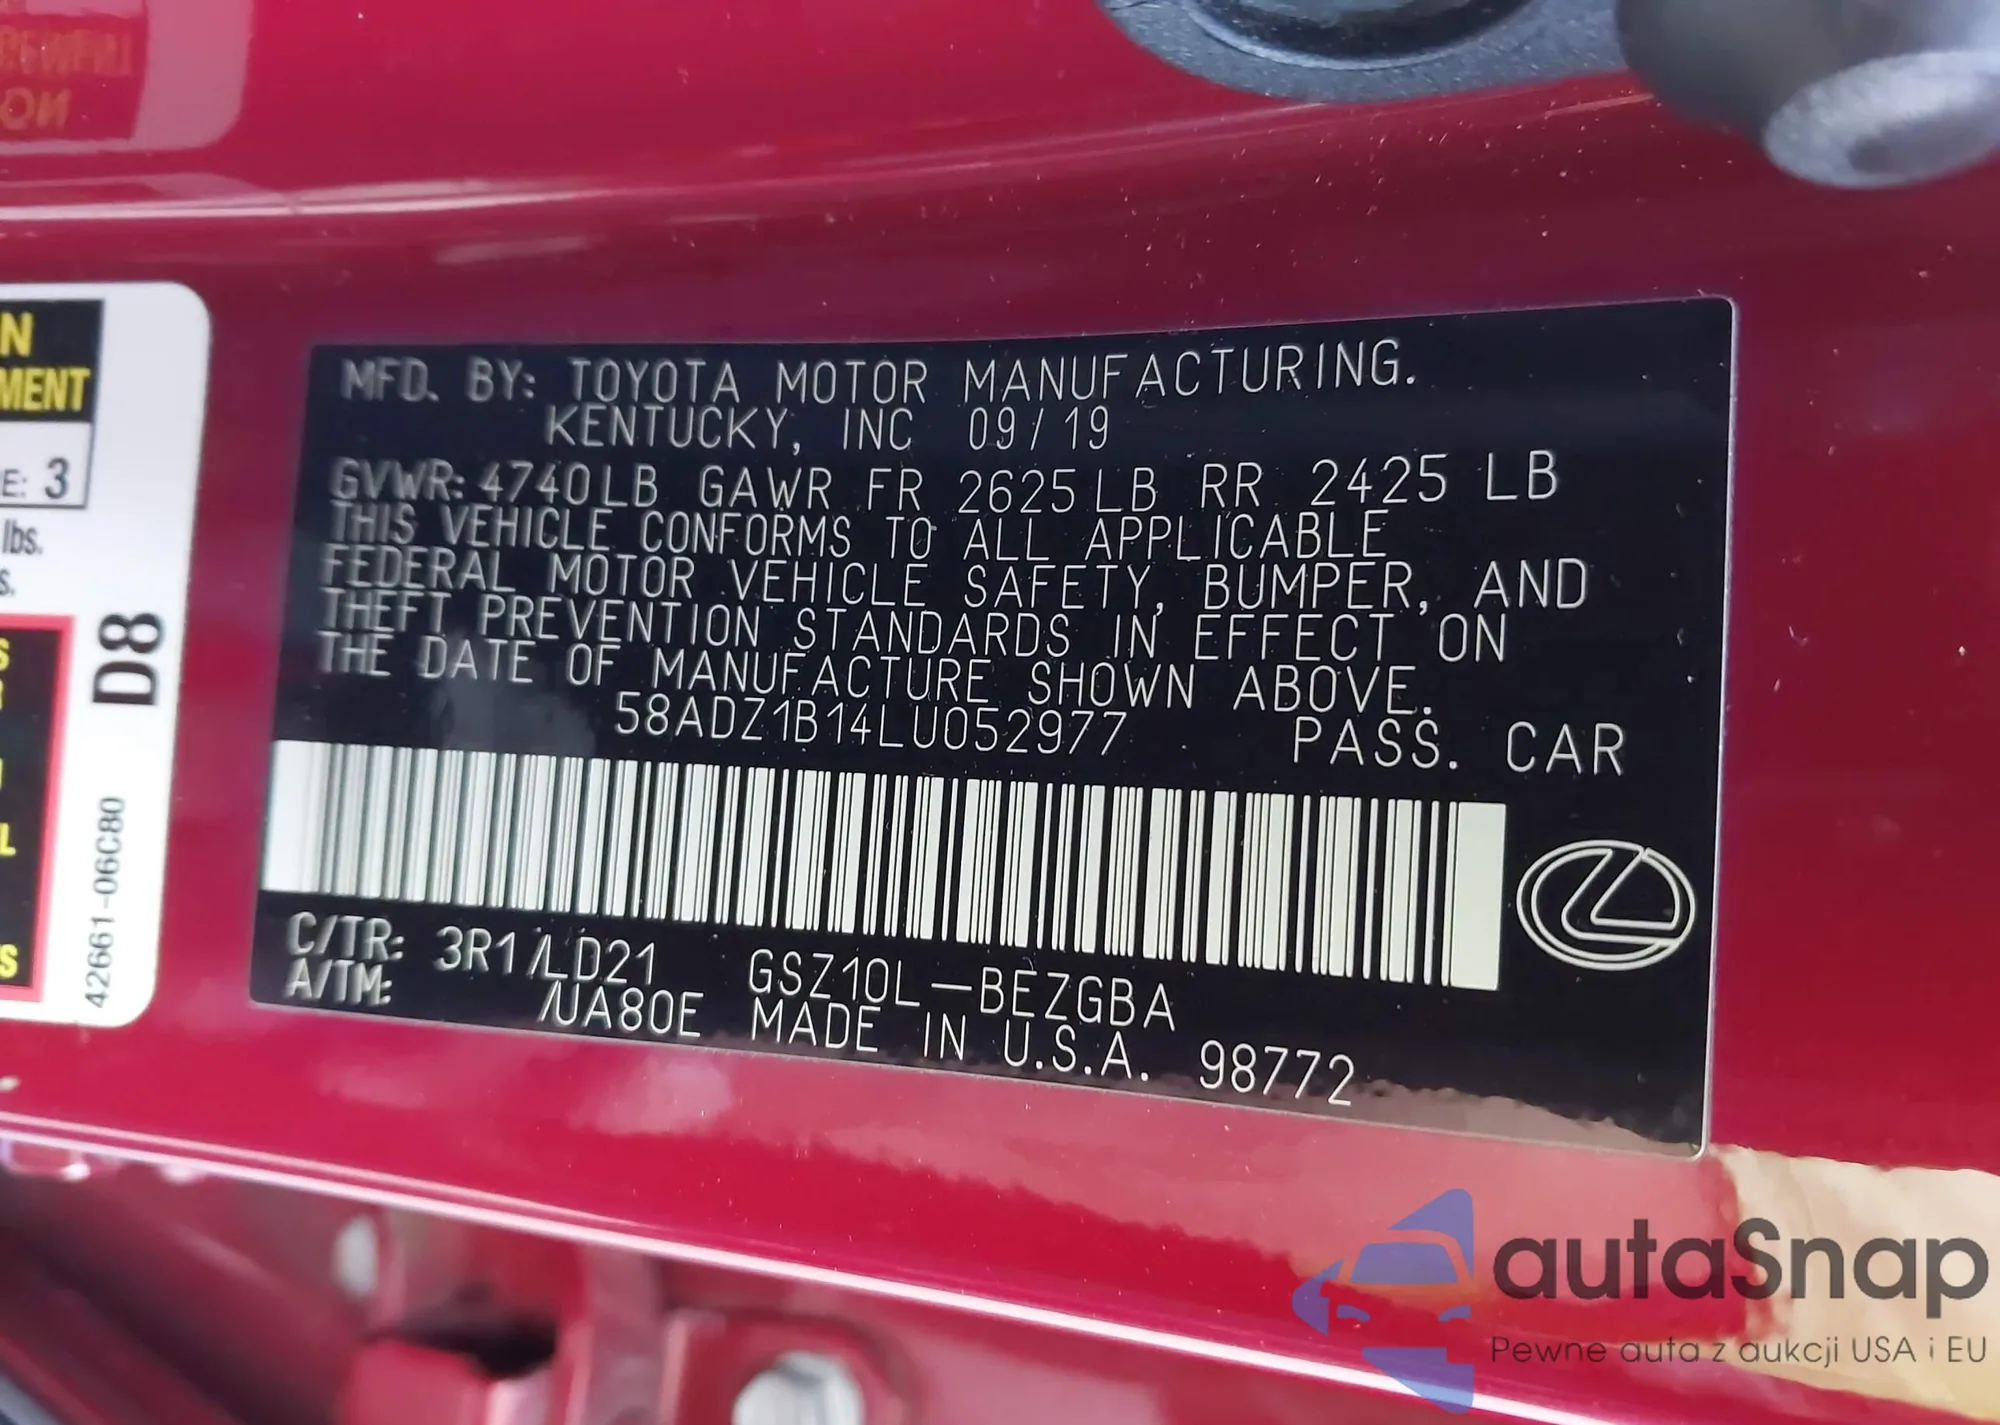 MFD. BY: TOYOTA MOTOR MANUFACTURING.
KENTUCKY, INC 09/19
GVWR: 4740LB GAWR FR 2625LB RR 2425 LB
THIS VEHICLE CONFORMS TO ALL APPLICABLE
FEDERAL MOTOR VEHICLE SAFETY, BUMPER, AND
THEFT PREVENTION STANDARDS IN EFFECT ON
THE DATE OF MANUFACTURE SHOWN ABOVE.
58ADZ1B14LU052977 PASS. CAR
C/TR: 3R1/LD21 GSZ10L-BEZGBA
A/TM: /UA80E MADE IN U.S.A. 98772
N
MENT
E: 3
lbs.
s.
D8
42661-06C80
autaSnap
Pewne auta z aukcji USA i EU